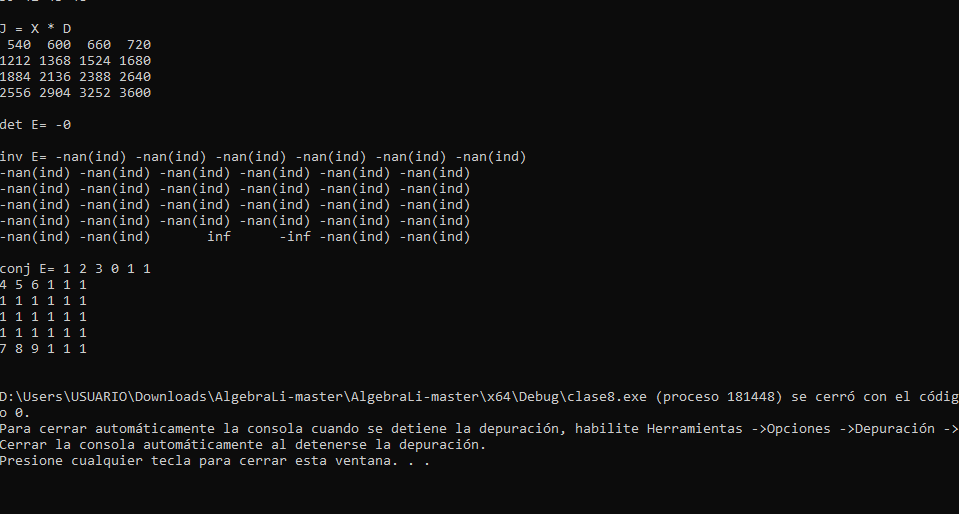 J = X * D
 540  600  660  720
1212 1368 1524 1680
1884 2136 2388 2640
2556 2904 3252 3600
det E= -0
inv E= -nan(ind) -nan(ind) -nan(ind) -nan(ind) -nan(ind) -nan(ind)
-nan(ind) -nan(ind) -nan(ind) -nan(ind) -nan(ind) -nan(ind)
-nan(ind) -nan(ind) -nan(ind) -nan(ind) -nan(ind) -nan(ind)
-nan(ind) -nan(ind) -nan(ind) -nan(ind) -nan(ind) -nan(ind)
-nan(ind) -nan(ind) -nan(ind) -nan(ind) -nan(ind) -nan(ind)
-nan(ind) -nan(ind)       inf      -inf -nan(ind) -nan(ind)
conj E= 1 2 3 0 1 1
4 5 6 1 1 1
1 1 1 1 1 1
1 1 1 1 1 1
1 1 1 1 1 1
7 8 9 1 1 1
D:\Users\USUARIO\Downloads\AlgebraLi-master\AlgebraLi-master\x64\Debug\clase8.exe (proceso 181448) se cerró con el códig
o 0.
Para cerrar automáticamente la consola cuando se detiene la depuración, habilite Herramientas ->Opciones ->Depuración ->
Cerrar la consola automáticamente al detenerse la depuración.
Presione cualquier tecla para cerrar esta ventana. . .